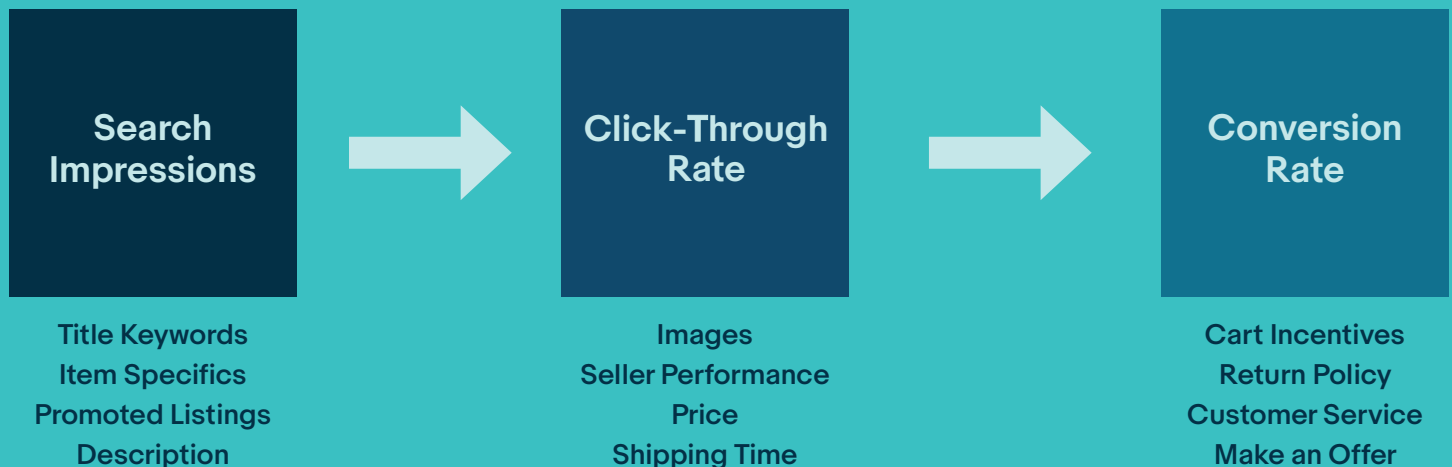 Search
Impressions
Click-Through
Rate
Conversion
Rate
Title Keywords
Item Specifics
Promoted Listings
Description
Images
Seller Performance
Price
Shipping Time
Cart Incentives
Return Policy
Customer Service
Make an Offer